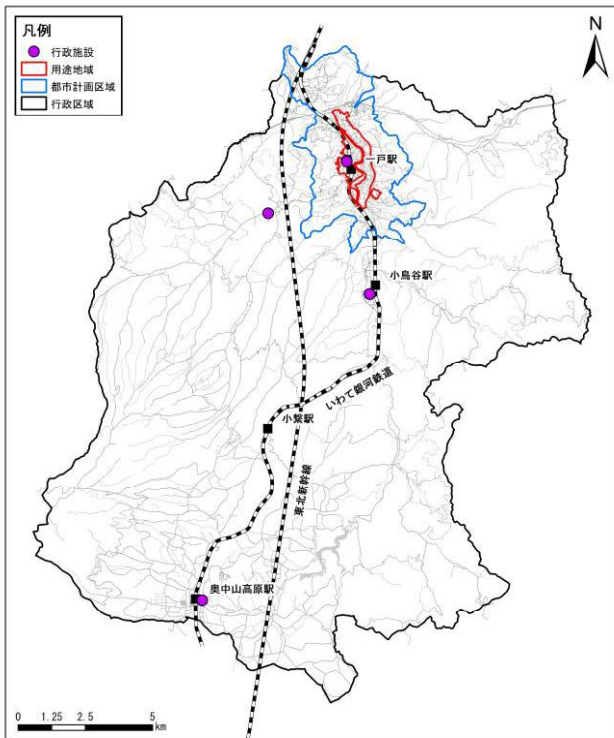 凡例
行政施設
用途地域
都市計画区域
行政区域
N
一戸駅
小鳥谷駅
いわて銀河鉄道
小繋駅
東北新幹線
奥中山高原駅
0 1.25 2.5 5
km